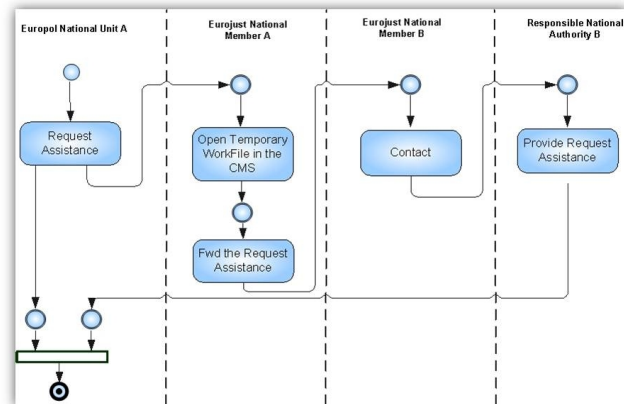 Europol National Unit A
Eurojust National
Member A
Eurojust National
Member B
Responsible National
Authority B
Request
Assistance
Open Temporary
WorkFile in the
CMS
Fwd the Request
Assistance
Contact
Provide Request
Assistance